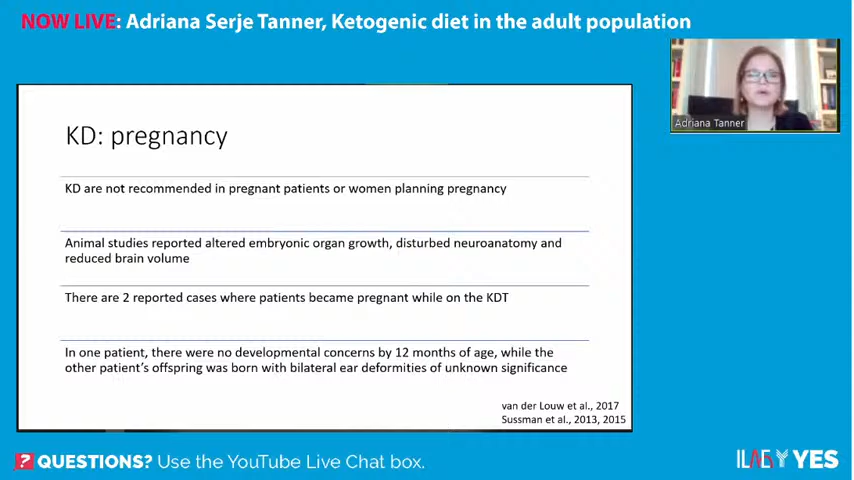 NOW LIVE: Adriana Serje Tanner, Ketogenic diet in the adult population
Adriana Tanner
KD: pregnancy
KD are not recommended in pregnant patients or women planning pregnancy
Animal studies reported altered embryonic organ growth, disturbed neuroanatomy and
reduced brain volume
There are 2 reported cases where patients became pregnant while on the KDT
In one patient, there were no developmental concerns by 12 months of age, while the
other patient's offspring was born with bilateral ear deformities of unknown significance
van der Louw et al., 2017
Sussman et al., 2013, 2015
? QUESTIONS? Use the YouTube Live Chat box.
ILAE YES